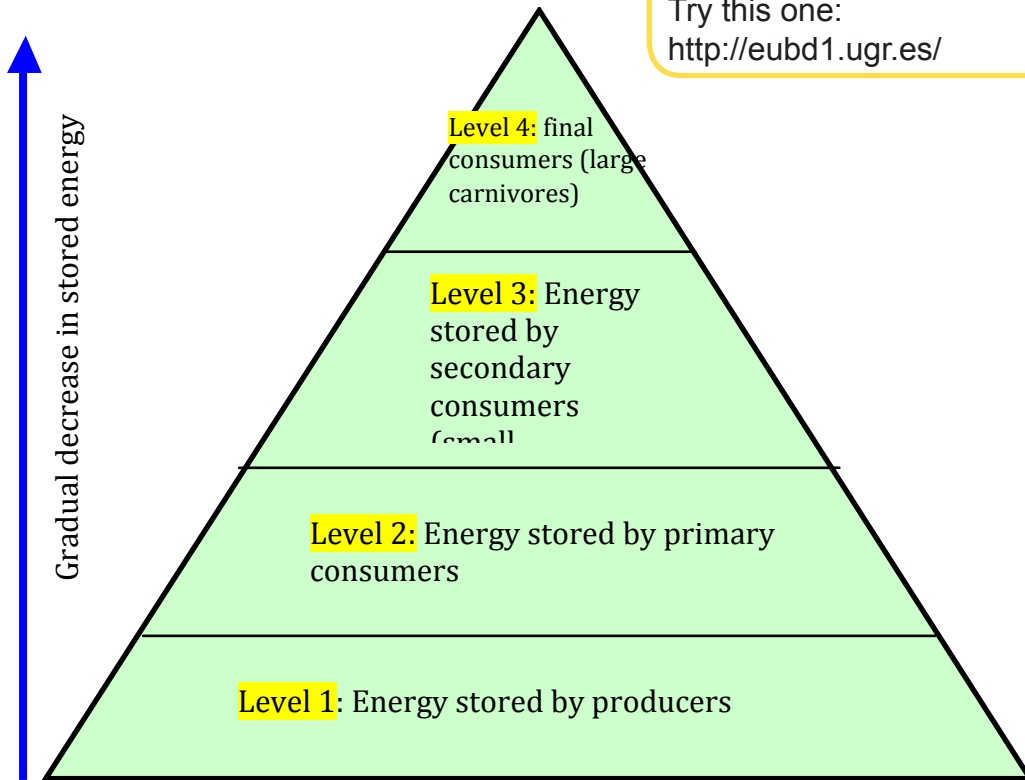 Try this one:
http://eubd1.ugr.es/
Gradual decrease in stored energy
Level 4: final
consumers (large
carnivores)
Level 3: Energy
stored by
secondary
consumers
(small
Level 2: Energy stored by primary
consumers
Level 1: Energy stored by producers